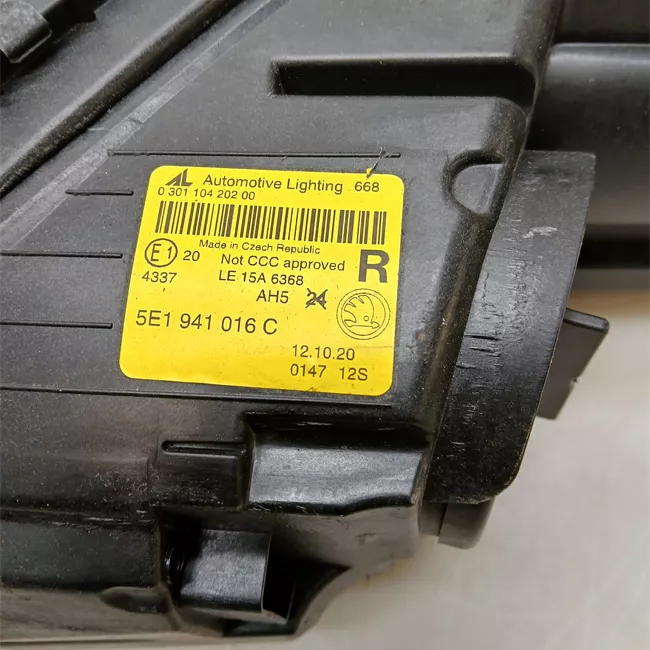 AL Automotive Lighting 668
0 301 104 202 00
Made in Czech Republic
E1 20 Not CCC approved R
4337 LE 15A 6368
AH5 24
5E1 941 016 C
12.10.20
0147 12S